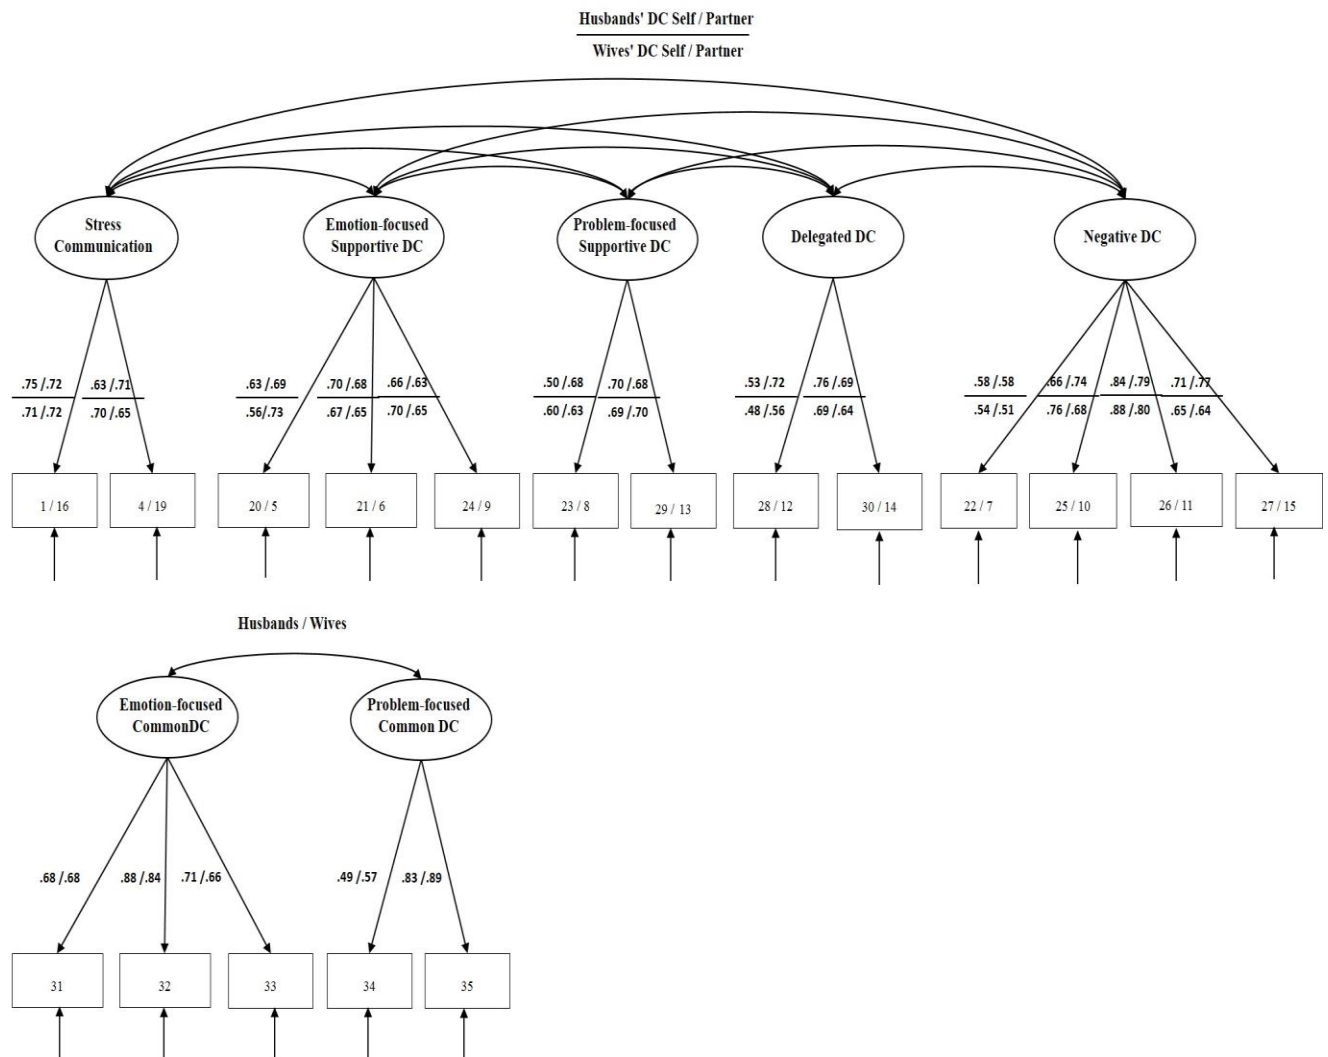 Husbands' DC Self / Partner
Wives' DC Self / Partner
Stress
Communication
Emotion-focused
Supportive DC
Problem-focused
Supportive DC
Delegated DC
Negative DC
.75 /.72
.63 /.71
.63 /.69
.70 /.68
.66 /.63
.50 /.68
.70 /.68
.53 /.72
.76 /.69
.58 /.58
.66 /.74
.84 /.79
.71 /.77
.71 /.72
.70 /.65
.56/.73
.67 /.65
.70 /.65
.60 /.63
.69 /.70
.48 /.56
.69 /.64
.54 /.51
.76 /.68
.88 /.80
.65 /.64
1 / 16
4 / 19
20 / 5
21 / 6
24 / 9
23 / 8
29 / 13
28 / 12
30 / 14
22 / 7
25 / 10
26 / 11
27 / 15
Husbands / Wives
Emotion-focused
CommonDC
Problem-focused
Common DC
.68 /.68
.88 /.84
.71 /.66
.49 /.57
.83 /.89
31
32
33
34
35